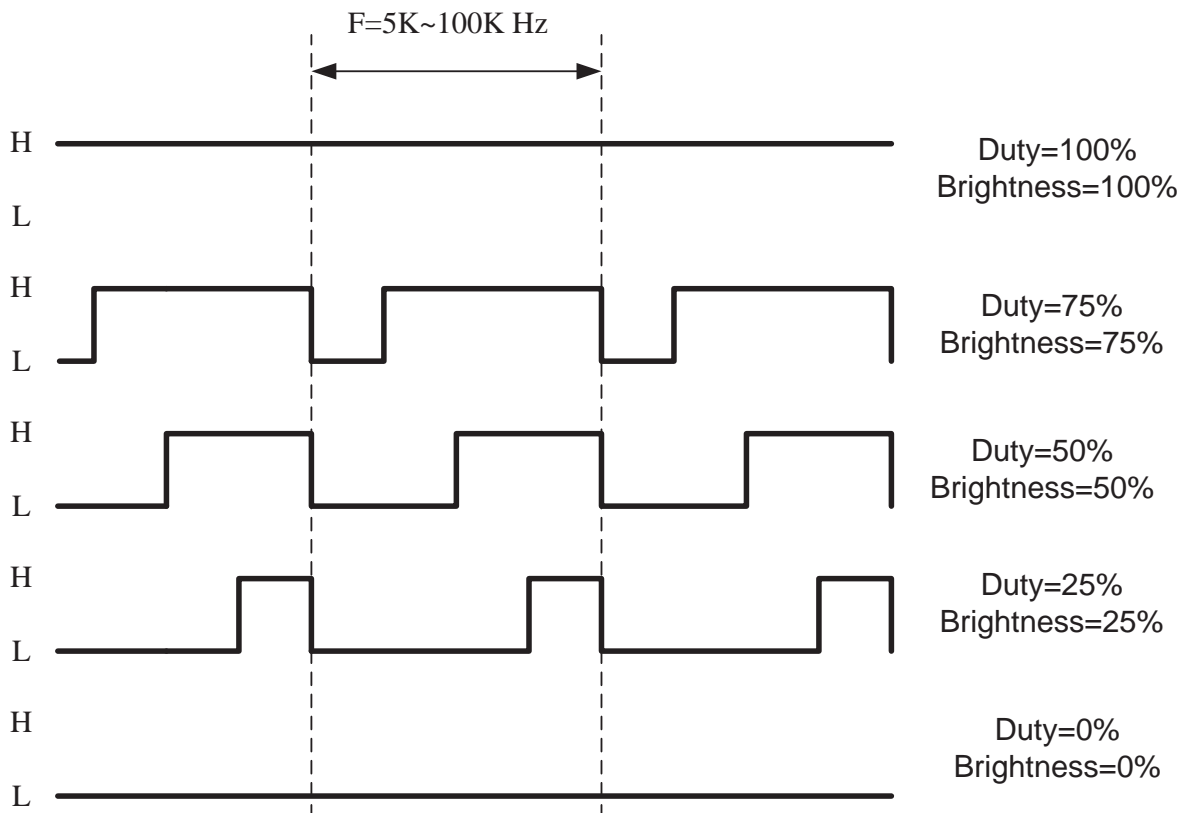 F=5K~100K Hz
H
L
Duty=100%
Brightness=100%
H
L
Duty=75%
Brightness=75%
H
L
Duty=50%
Brightness=50%
H
L
Duty=25%
Brightness=25%
H
L
Duty=0%
Brightness=0%